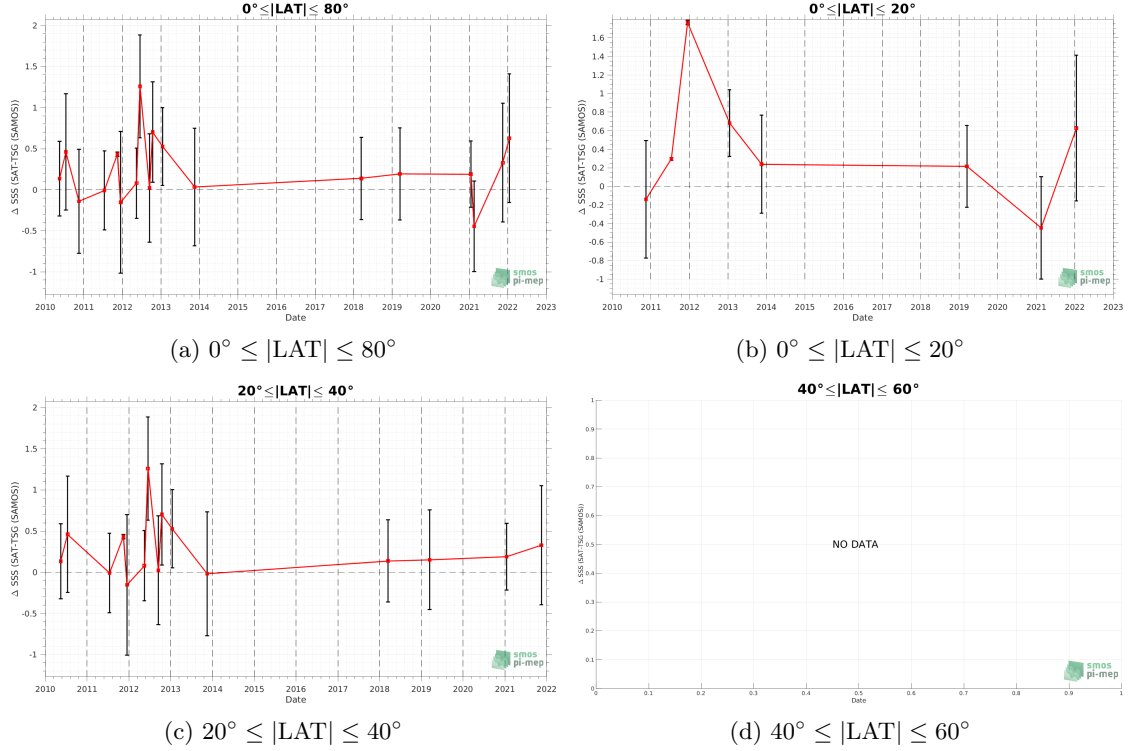 0°≤|LAT|≤ 80°
Δ SSS (SAT-TSG (SAMOS))
2
1.5
1
0.5
0
-0.5
-1
2010 2011 2012 2013 2014 2015 2016 2017 2018 2019 2020 2021 2022 2023
Date
smos
pi-mep
(a) 0° ≤ |LAT| ≤ 80°
0°≤|LAT|≤ 20°
Δ SSS (SAT-TSG (SAMOS))
1.6
1.4
1.2
1
0.8
0.6
0.4
0.2
0
-0.2
-0.4
-0.6
-0.8
-1
2010 2011 2012 2013 2014 2015 2016 2017 2018 2019 2020 2021 2022 2023
Date
smos
pi-mep
(b) 0° ≤ |LAT| ≤ 20°
20°≤|LAT|≤ 40°
Δ SSS (SAT-TSG (SAMOS))
2
1.5
1
0.5
0
-0.5
-1
2010 2011 2012 2013 2014 2015 2016 2017 2018 2019 2020 2021 2022
Date
smos
pi-mep
(c) 20° ≤ |LAT| ≤ 40°
40°≤|LAT|≤ 60°
Δ SSS (SAT-TSG (SAMOS))
1
0.9
0.8
0.7
0.6
0.5
0.4
0.3
0.2
0.1
0
NO DATA
0 0.1 0.2 0.3 0.4 0.5 0.6 0.7 0.8 0.9 1
Date
smos
pi-mep
(d) 40° ≤ |LAT| ≤ 60°